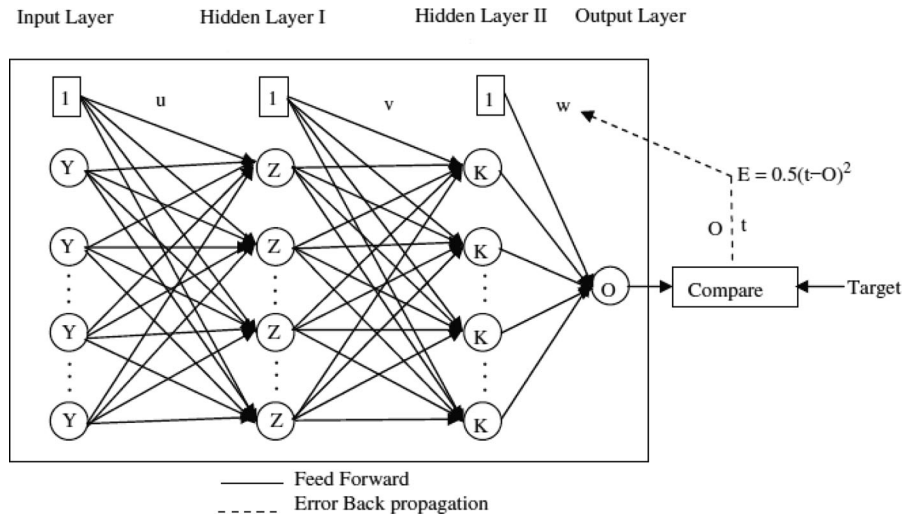 Input Layer Hidden Layer I Hidden Layer II Output Layer
1 u 1 v 1 w
Y Z K
E = 0.5(t−O)²
O t
Y Z K
O Compare Target
Y Z K
Y Z K
Feed Forward
Error Back propagation